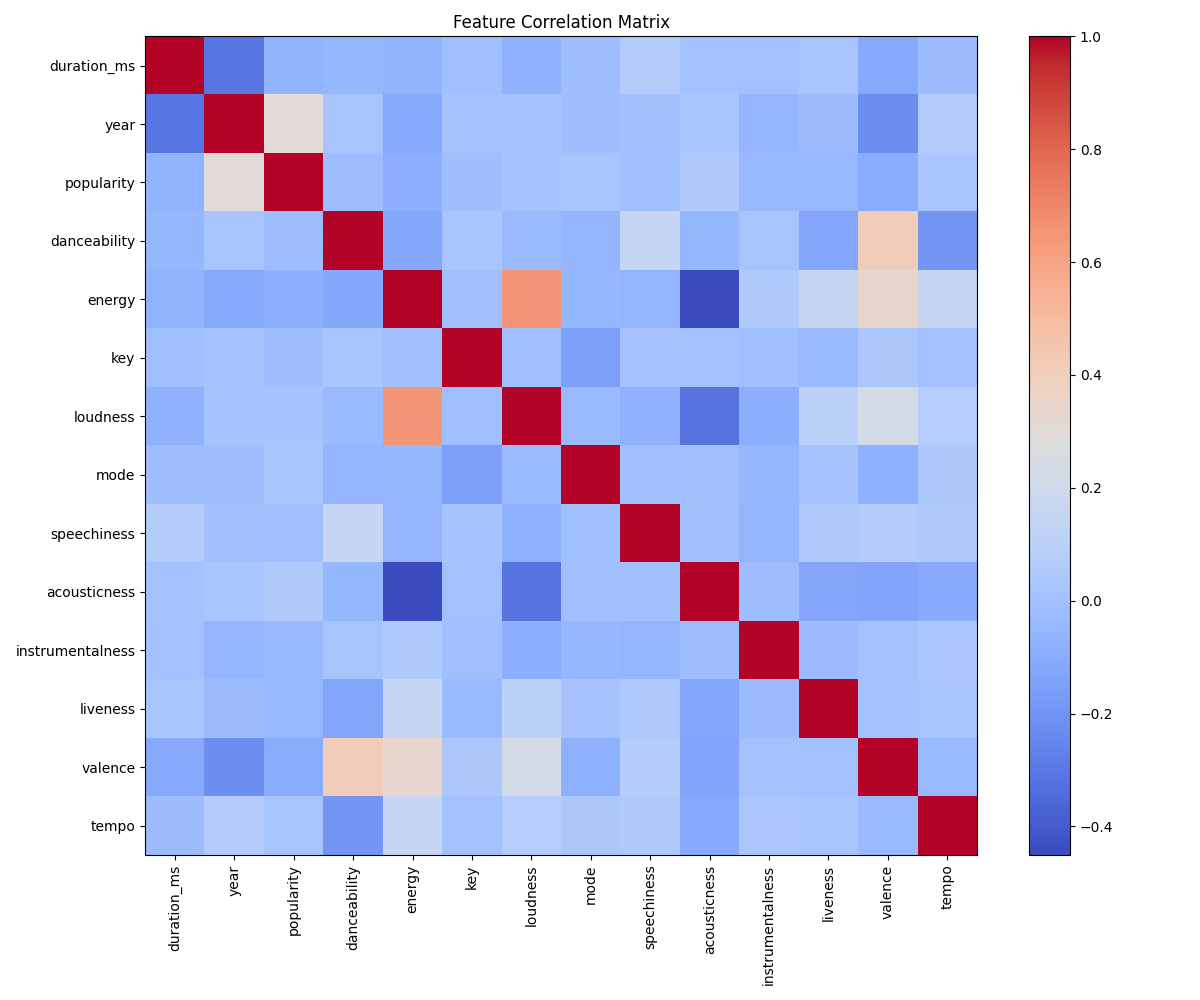 Feature Correlation Matrix
duration_ms
year
popularity
danceability
energy
key
loudness
mode
speechiness
acousticness
instrumentalness
liveness
valence
tempo
duration_ms
year
popularity
danceability
energy
key
loudness
mode
speechiness
acousticness
instrumentalness
liveness
valence
tempo
1.0
0.8
0.6
0.4
0.2
0.0
−0.2
−0.4